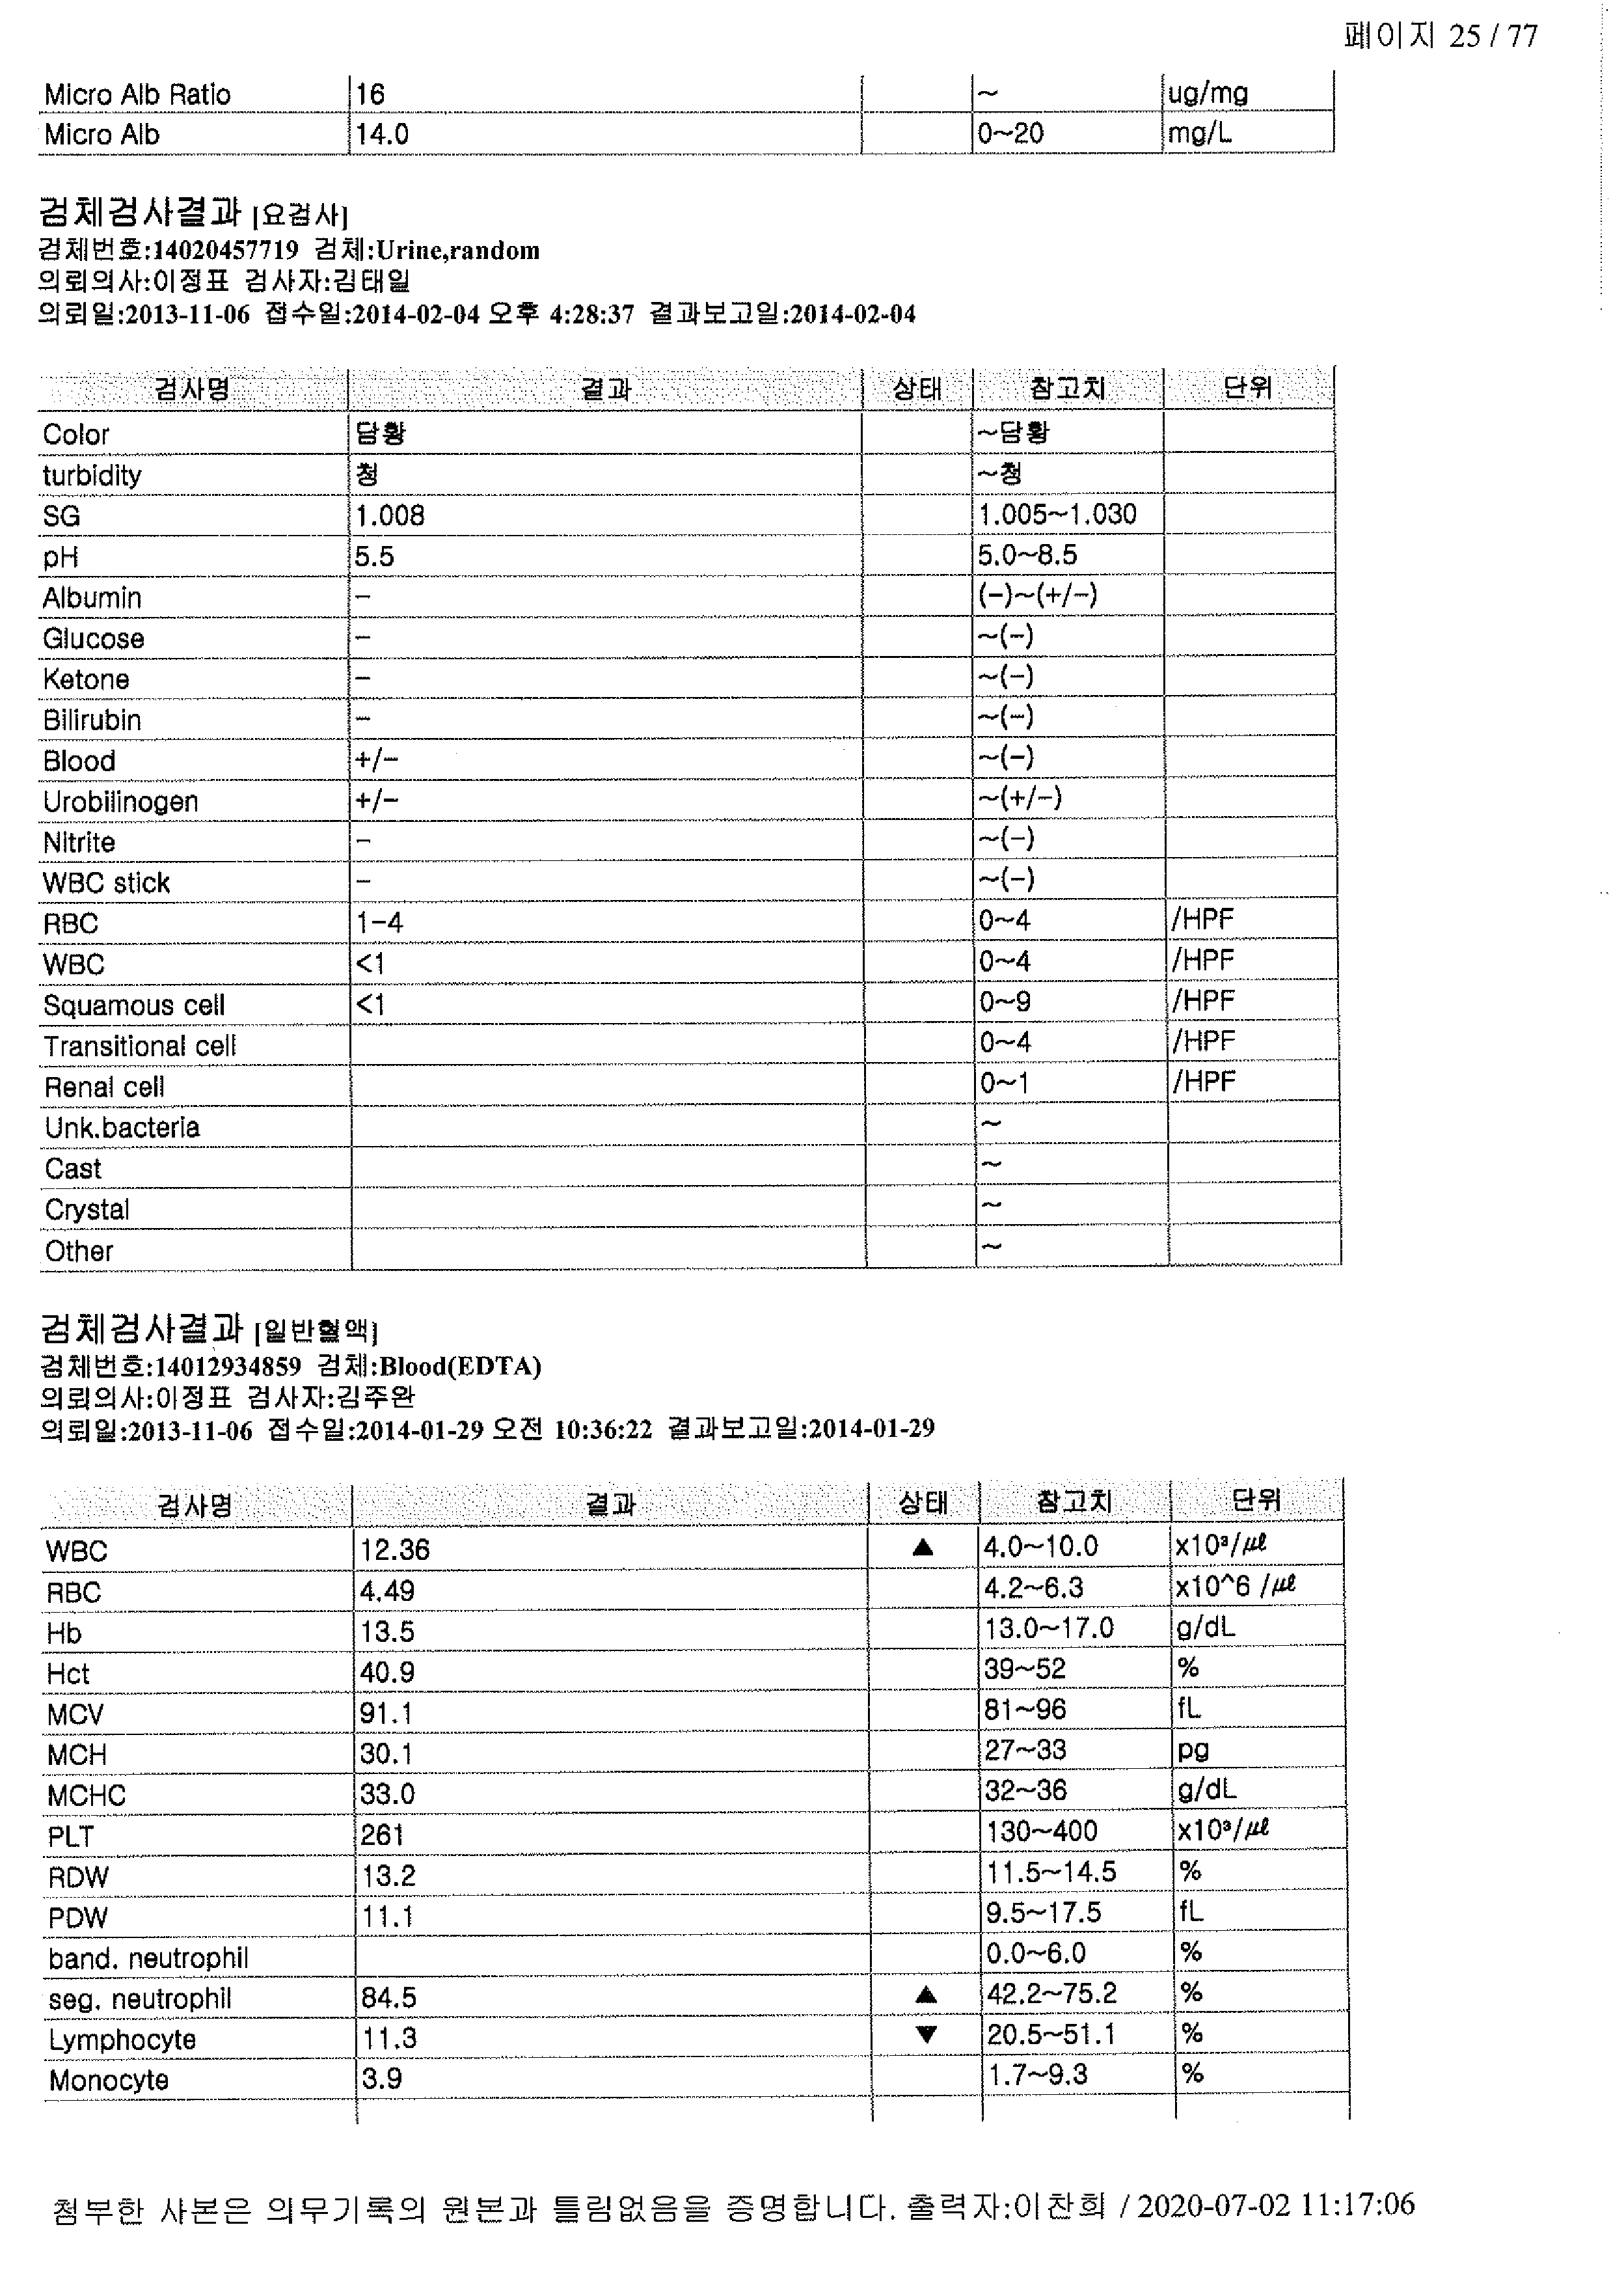 페이지 25 / 77
Micro Alb Ratio 16 ~ ug/mg
Micro Alb 14.0 0~20 mg/L
검체검사결과 [요검사]
검체번호:14020457719 검체:Urine,random
의뢰의사:이정표 검사자:김태일
의뢰일:2013-11-06 접수일:2014-02-04 오후 4:28:37 결과보고일:2014-02-04
검사명 결과 상태 참고치 단위
Color 담황 ~담황
turbidity 청 ~청
SG 1.008 1.005~1.030
pH 5.5 5.0~8.5
Albumin - (-)~(+/-)
Glucose - ~(-)
Ketone - ~(-)
Bilirubin - ~(-)
Blood +/- ~(-)
Urobilinogen +/- ~(+/-)
Nitrite - ~(-)
WBC stick - ~(-)
RBC 1-4 0~4 /HPF
WBC <1 0~4 /HPF
Squamous cell <1 0~9 /HPF
Transitional cell 0~4 /HPF
Renal cell 0~1 /HPF
Unk.bacteria ~
Cast ~
Crystal ~
Other ~
검체검사결과 [일반혈액]
검체번호:14012934859 검체:Blood(EDTA)
의뢰의사:이정표 검사자:김주완
의뢰일:2013-11-06 접수일:2014-01-29 오전 10:36:22 결과보고일:2014-01-29
검사명 결과 상태 참고치 단위
WBC 12.36 ▲ 4.0~10.0 x10³/㎕
RBC 4.49 4.2~6.3 x10^6 /㎕
Hb 13.5 13.0~17.0 g/dL
Hct 40.9 39~52 %
MCV 91.1 81~96 fL
MCH 30.1 27~33 pg
MCHC 33.0 32~36 g/dL
PLT 261 130~400 x10³/㎕
RDW 13.2 11.5~14.5 %
PDW 11.1 9.5~17.5 fL
band. neutrophil 0.0~6.0 %
seg. neutrophil 84.5 ▲ 42.2~75.2 %
Lymphocyte 11.3 ▼ 20.5~51.1 %
Monocyte 3.9 1.7~9.3 %
첨부한 사본은 의무기록의 원본과 틀림없음을 증명합니다. 출력자:이찬희 / 2020-07-02 11:17:06